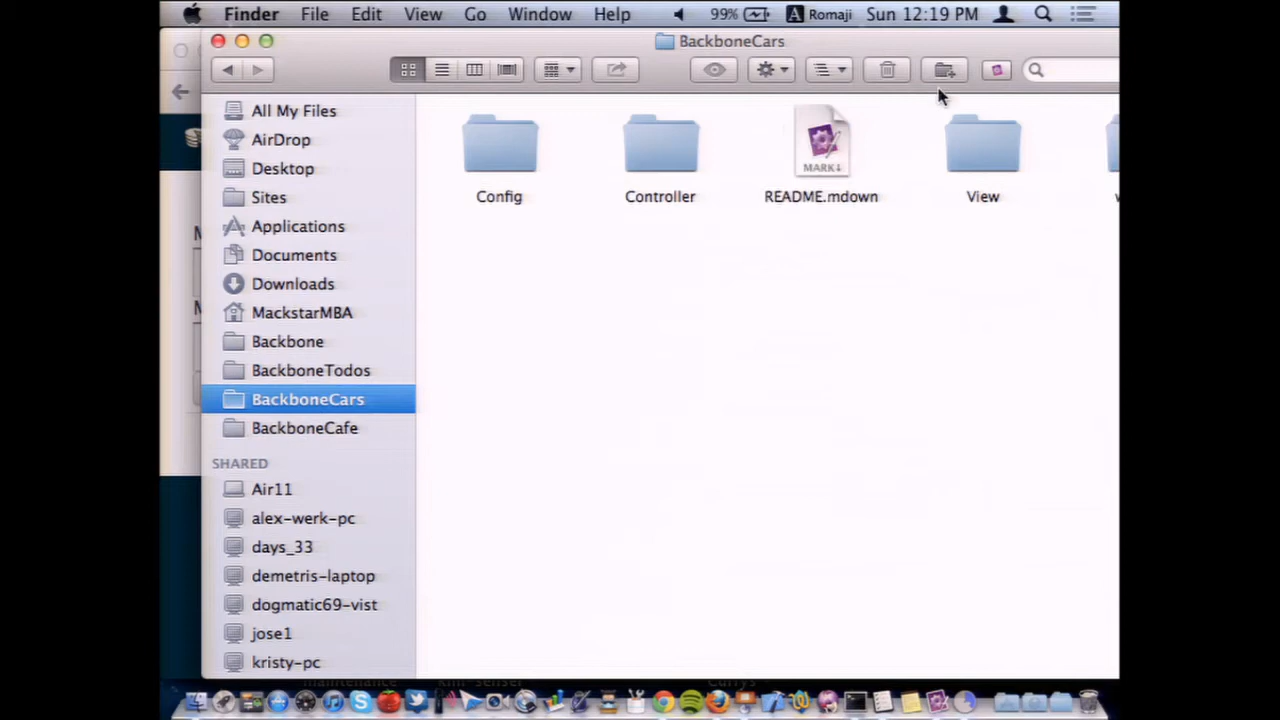 Finder File Edit View Go Window Help 99% A Romaji Sun 12:19 PM
BackboneCars
All My Files
AirDrop
Desktop
Sites
Applications
Documents
Downloads
MackstarMBA
Backbone
BackboneTodos
BackboneCars
BackboneCafe
SHARED
Air11
alex-werk-pc
days_33
demetris-laptop
dogmatic69-vist
jose1
kristy-pc
MARK↓
Config Controller README.mdown View